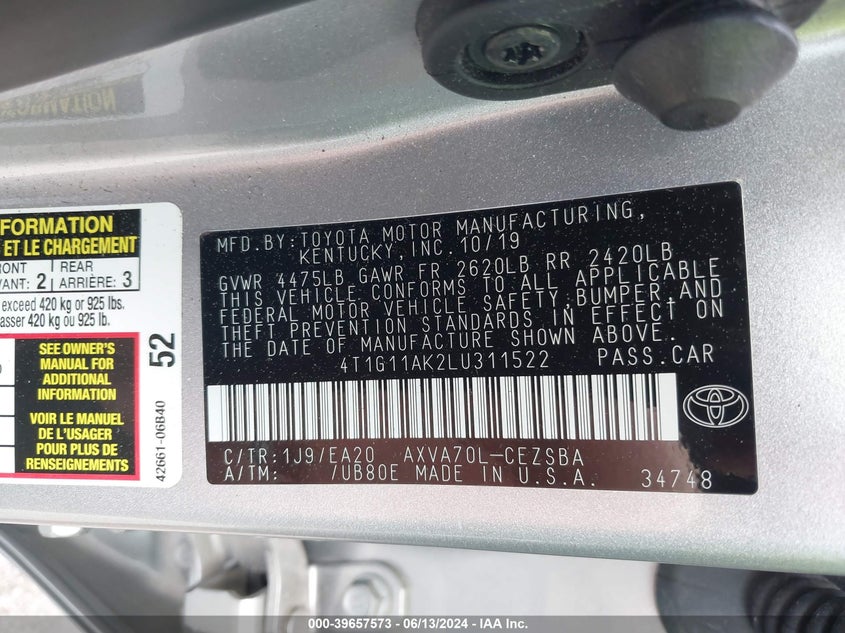 FORMATION
ET LE CHARGEMENT
RONT
VANT: 2
REAR
ARRIÈRE: 3
exceed 420 kg or 925 lbs.
asser 420 kg ou 925 lb.
SEE OWNER'S
MANUAL FOR
ADDITIONAL
INFORMATION
VOIR LE MANUEL
DE L'USAGER
POUR PLUS DE
RENSEIGNEMENTS
52
42661-06B40
MFD.BY:TOYOTA MOTOR MANUFACTURING,
KENTUCKY,INC.10/19
GVWR 4475LB GAWR FR 2620LB RR 2420LB
THIS VEHICLE CONFORMS TO ALL APPLICABLE
FEDERAL MOTOR VEHICLE SAFETY,BUMPER,AND
THEFT PREVENTION STANDARDS IN EFFECT ON
THE DATE OF MANUFACTURE SHOWN ABOVE.
4T1G11AK2LU311522 PASS.CAR
C/TR:1J9/EA20 AXVA70L-CEZSBA
A/TM: /UB80E MADE IN U.S.A. 34748
000-39657573 - 06/13/2024 - IAA Inc.